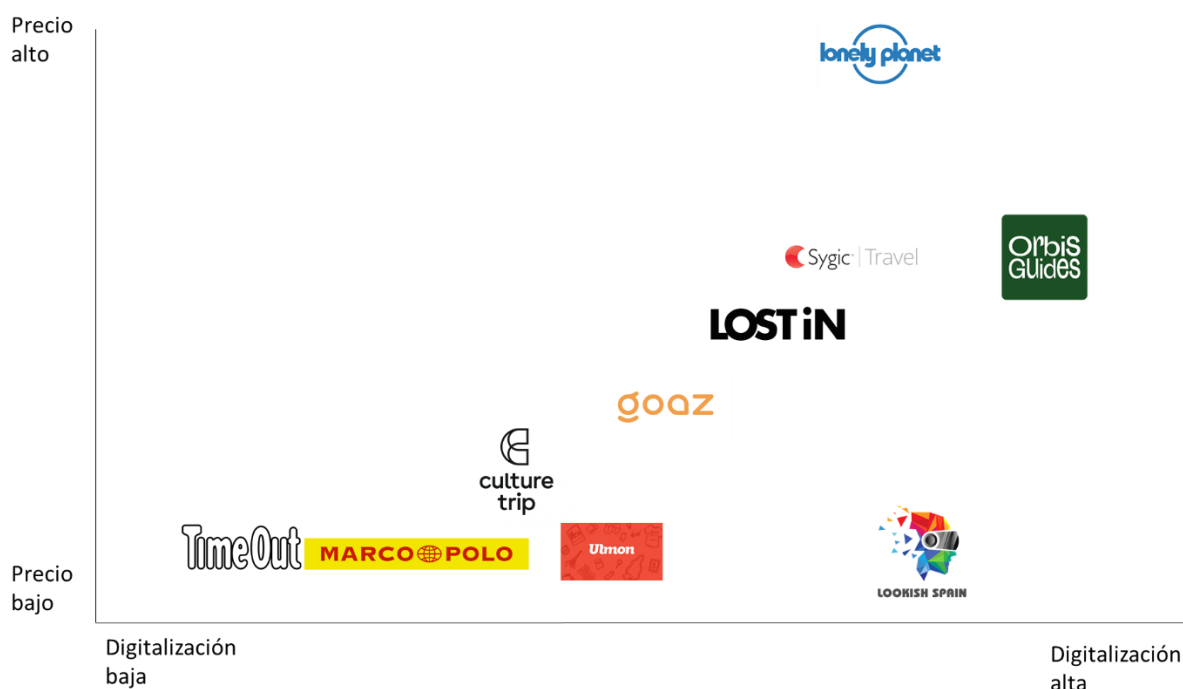 Precio
alto
lonely planet
Orbis
GUides
Sygic | Travel
LOST iN
goaz
culture
trip
TimeOut
MARCO POLO
Ulmon
LOOKISH SPAIN
Precio
bajo
Digitalización
baja
Digitalización
alta